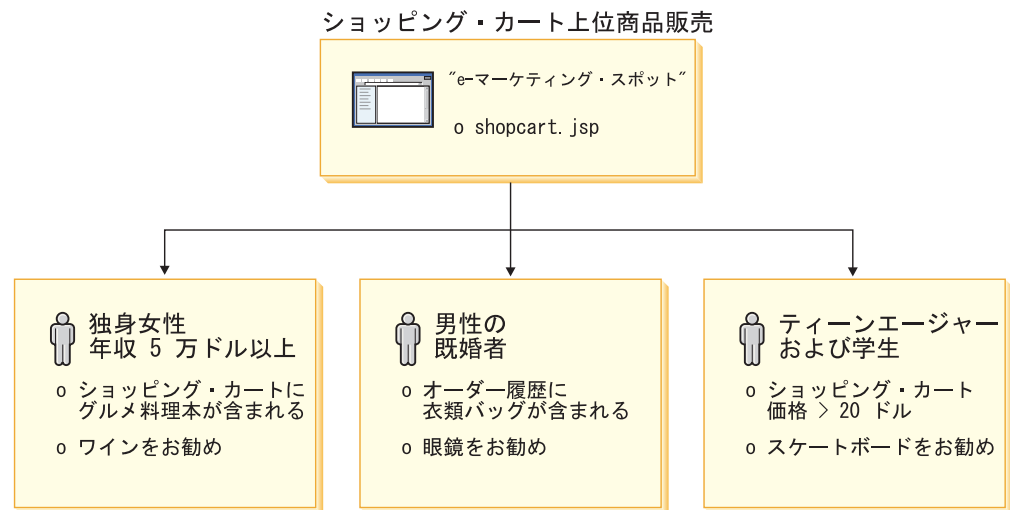 ショッピング・カート上位商品販売
"e-マーケティング・スポット"
o shopcart.jsp
独身女性
年収 5 万ドル以上
o ショッピング・カートに
グルメ料理本が含まれる
o ワインをお勧め
男性の
既婚者
o オーダー履歴に
衣類バッグが含まれる
o 眼鏡をお勧め
ティーンエージャー
および学生
o ショッピング・カート
価格 > 20 ドル
o スケートボードをお勧め